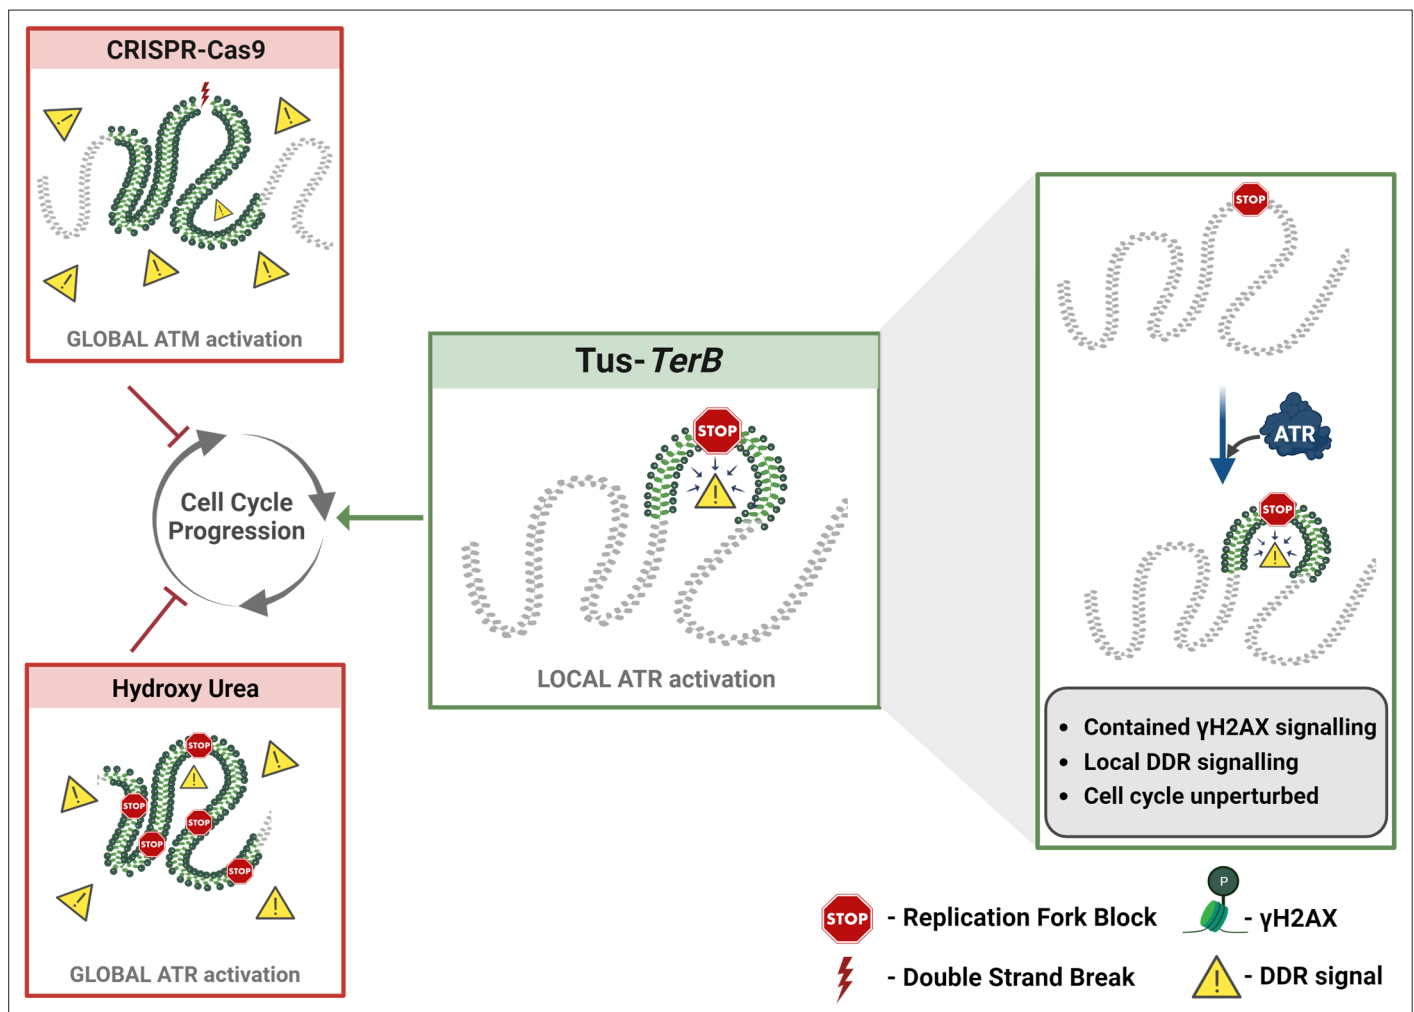 CRISPR-Cas9
GLOBAL ATM activation
Cell Cycle
Progression
Hydroxy Urea
STOP
STOP
STOP
STOP
STOP
GLOBAL ATR activation
Tus-TerB
STOP
LOCAL ATR activation
STOP
ATR
STOP
• Contained γH2AX signalling
• Local DDR signalling
• Cell cycle unperturbed
STOP - Replication Fork Block
P - γH2AX
- Double Strand Break
- DDR signal